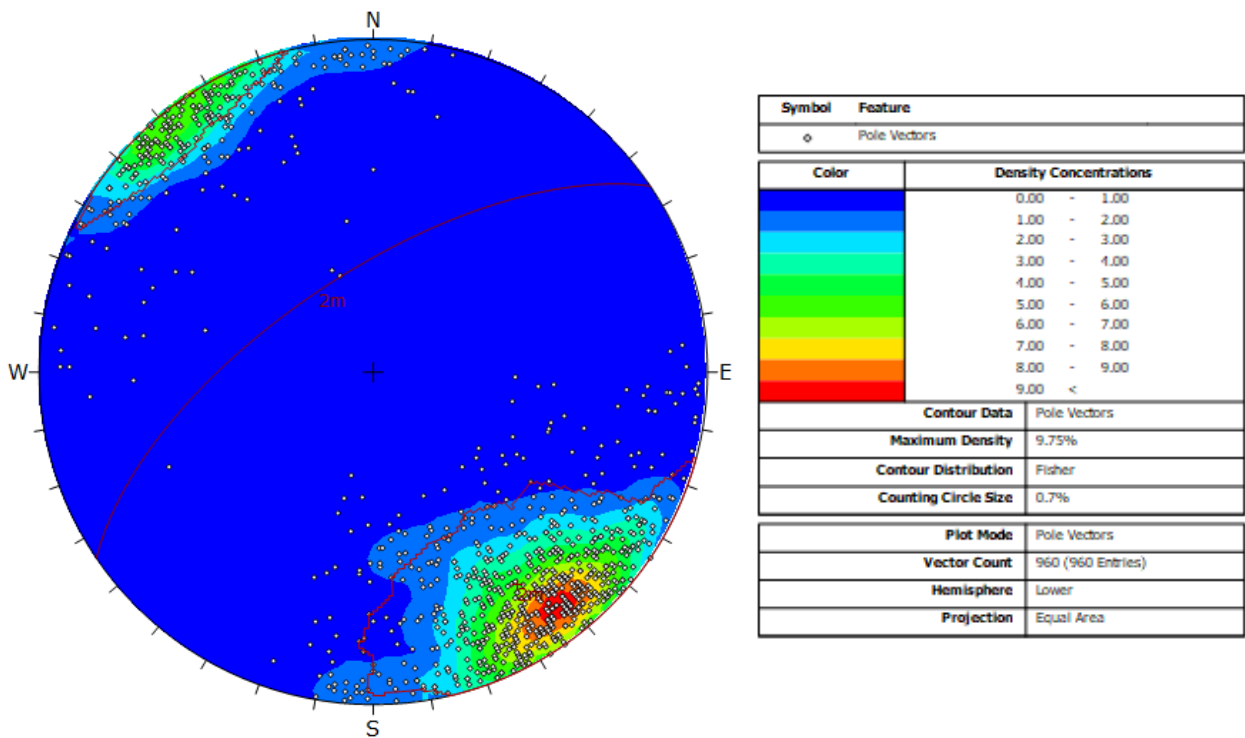 N
W
E
S
2m
Symbol Feature
Pole Vectors
Color Density Concentrations
0.00 - 1.00
1.00 - 2.00
2.00 - 3.00
3.00 - 4.00
4.00 - 5.00
5.00 - 6.00
6.00 - 7.00
7.00 - 8.00
8.00 - 9.00
9.00 <
Contour Data Pole Vectors
Maximum Density 9.75%
Contour Distribution Fisher
Counting Circle Size 0.7%
Plot Mode Pole Vectors
Vector Count 960 (960 Entries)
Hemisphere Lower
Projection Equal Area